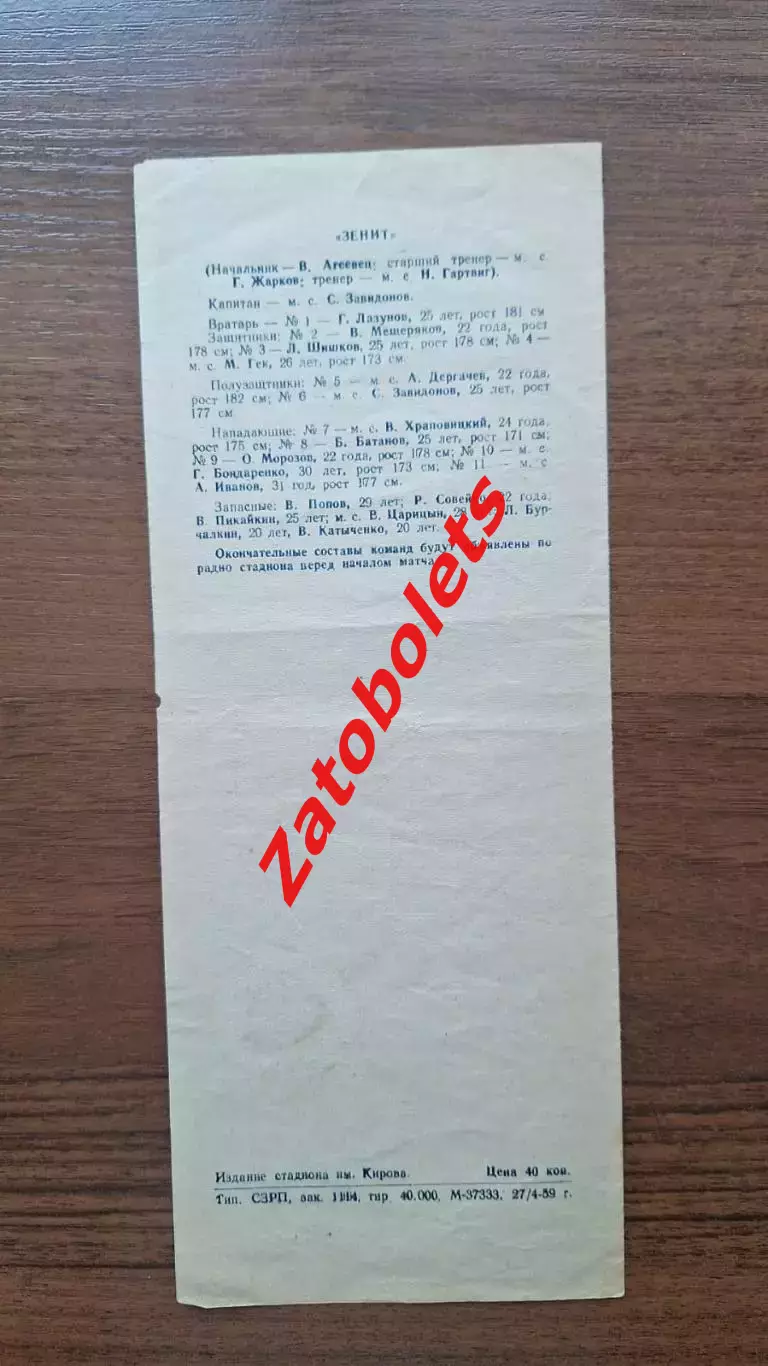 «ЗЕНИТ»
(Начальник — В. Агеевец; старший тренер — м. с.
Г. Жарков; тренер — м. с. Н. Гартвиг).
Капитан — м. с. С. Завидонов.
Вратарь — № 1 — Г. Лазунов, 25 лет, рост 181 см
Защитники: № 2 — В. Мещеряков, 22 года, рост
178 см; № 3 — Л. Шишков, 25 лет, рост 178 см; № 4 —
м. с. М. Гек, 26 лет, рост 173 см.
Полузащитники: № 5 — м. с. А. Дергачев, 22 года,
рост 182 см; № 6 — м. с. С. Завидонов, 25 лет, рост
177 см
Нападающие: № 7 — м. с. В. Храповицкий, 24 года,
рост 175 см; № 8 — Б. Батанов, 25 лет, рост 171 см;
№ 9 — О. Морозов, 22 года, рост 178 см; № 10 — м. с.
Г. Бондаренко, 30 лет, рост 173 см; № 11 — м. с
А. Иванов, 31 год, рост 177 см.
Запасные: В. Попов, 29 лет; Р. года;
В. Пикайкин, 25 лет; м. с. В. Царицын, Л. Бур-
чалкин, 20 лет, В. Катыченко, 20 лет.
Окончательные составы команд будут по
радио стадиона перед началом матча
Zatobolets
Издание стадиона им. Кирова. Цена 40 коп.
Тип. СЗРП, зак. тир. 40.000, М-37333, 27/4-59 г.